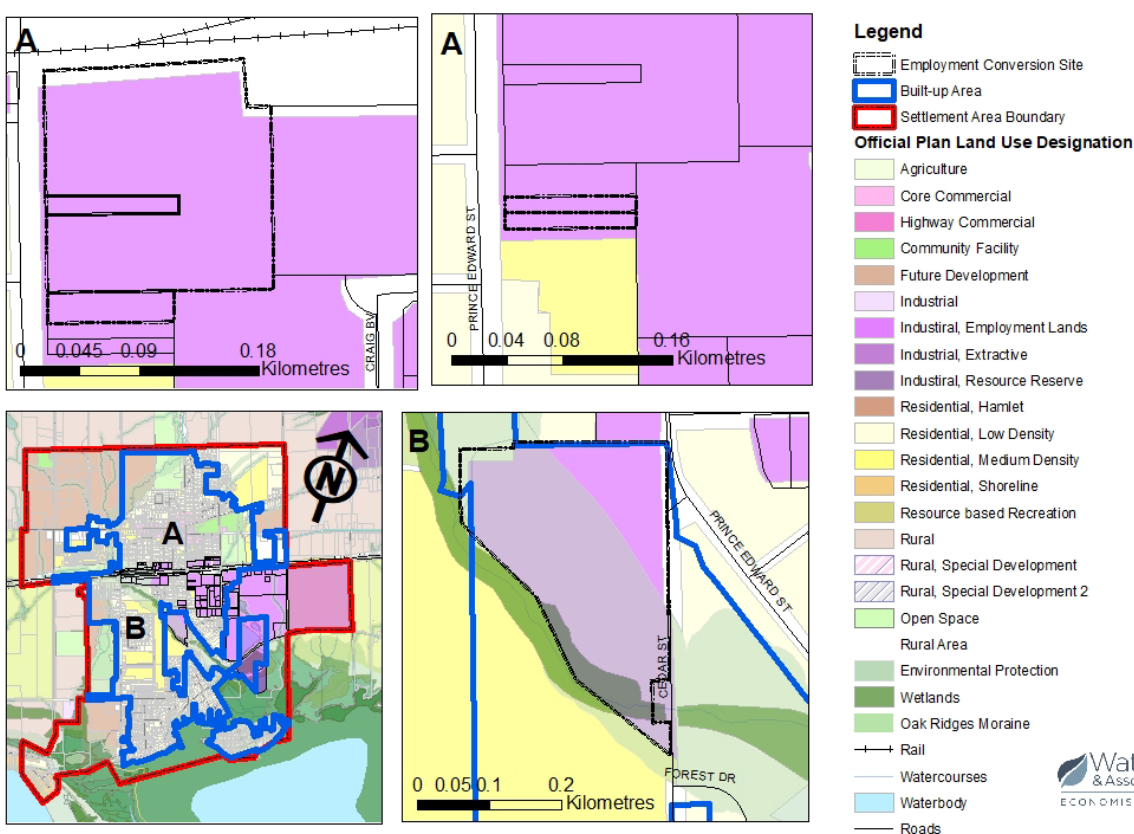 A
CRAIG BV
0 0.045 0.09 0.18
Kilometres
A
PRINCE EDWARD ST
0 0.04 0.08 0.16
Kilometres
A
B
N
B
PRINCE EDWARD ST
CEDAR ST
FOREST DR
0 0.05 0.1 0.2
Kilometres
Legend
Employment Conversion Site
Built-up Area
Settlement Area Boundary
Official Plan Land Use Designation
Agriculture
Core Commercial
Highway Commercial
Community Facility
Future Development
Industrial
Industiral, Employment Lands
Industiral, Extractive
Industiral, Resource Reserve
Residential, Hamlet
Residential, Low Density
Residential, Medium Density
Residential, Shoreline
Resource based Recreation
Rural
Rural, Special Development
Rural, Special Development 2
Open Space
Rural Area
Environmental Protection
Wetlands
Oak Ridges Moraine
Rail
Watercourses
Waterbody
Roads
Wat
& Asso
ECONOMIS